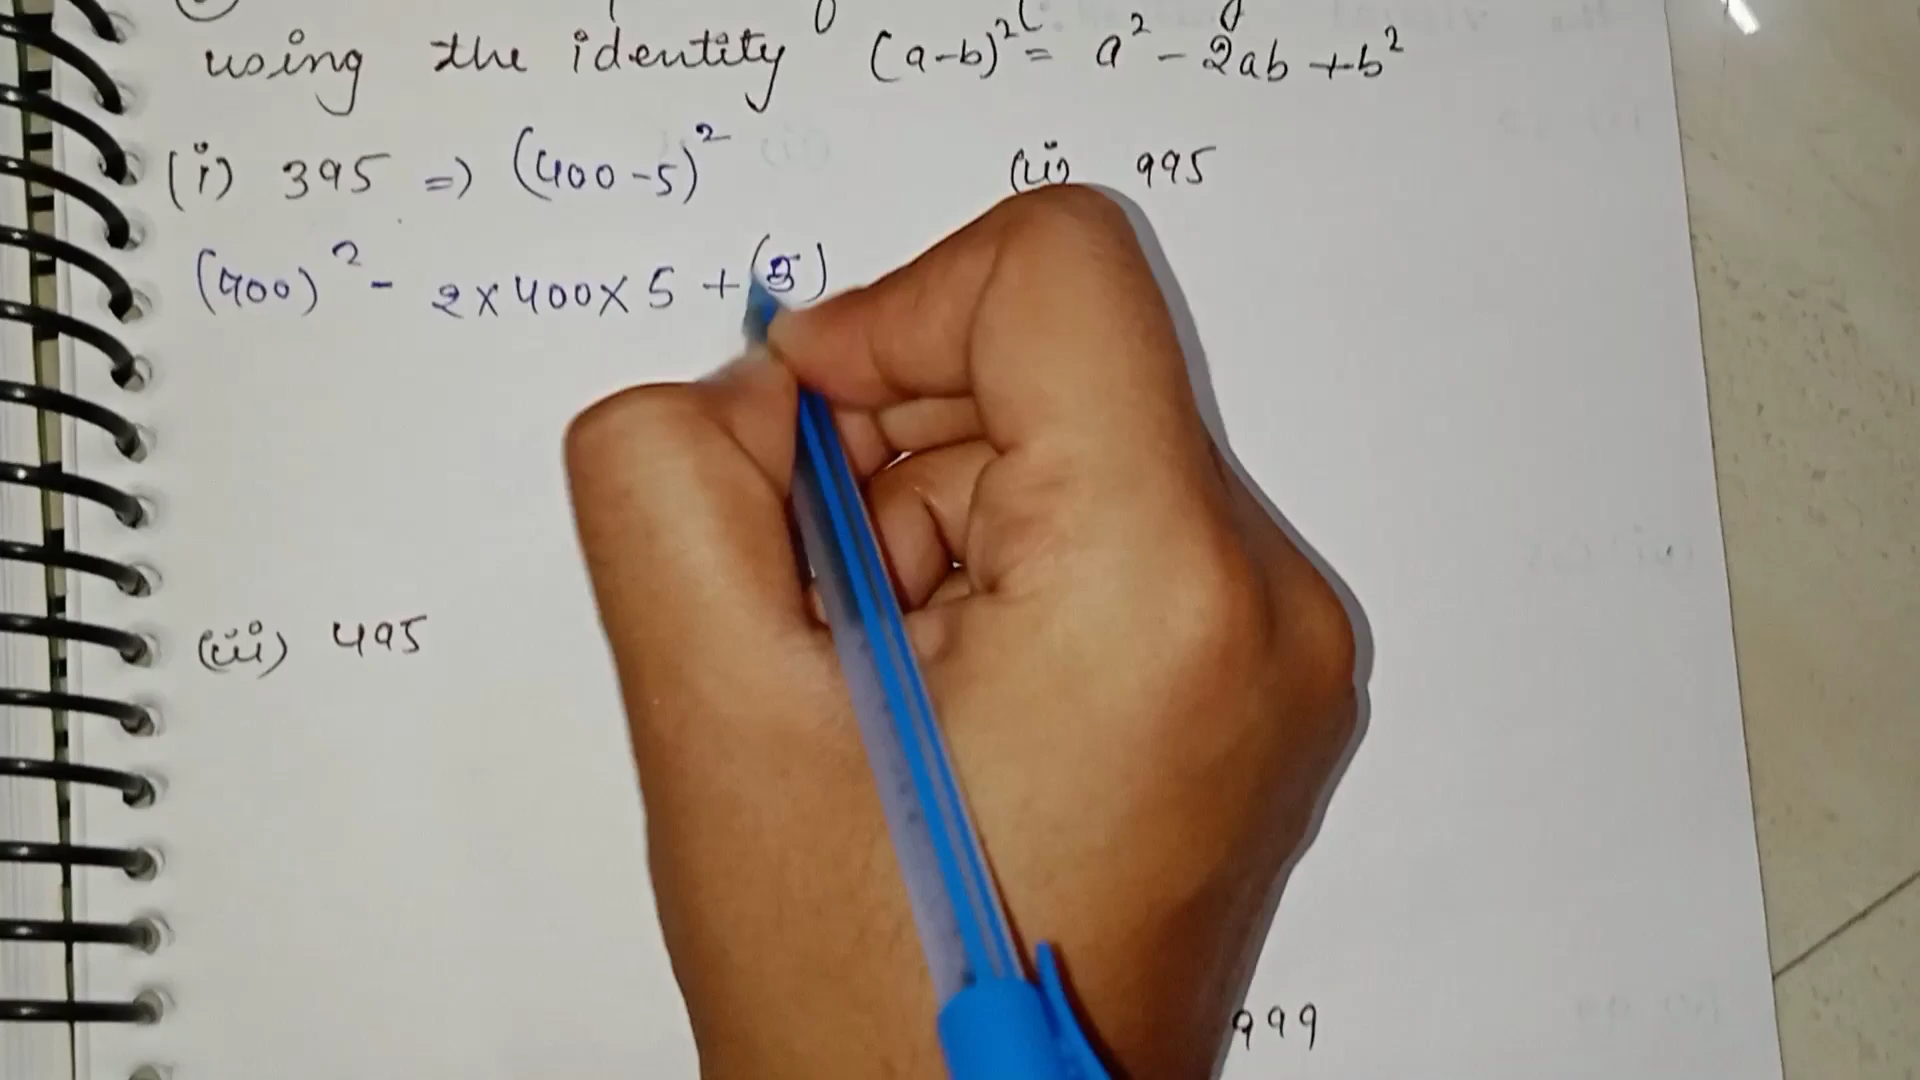 using the identity (a-b)² = a² - 2ab + b²
(i) 395 => (400-5)²
(ii) 995
(400)² - 2×400×5 + (5)
(iii) 495
999